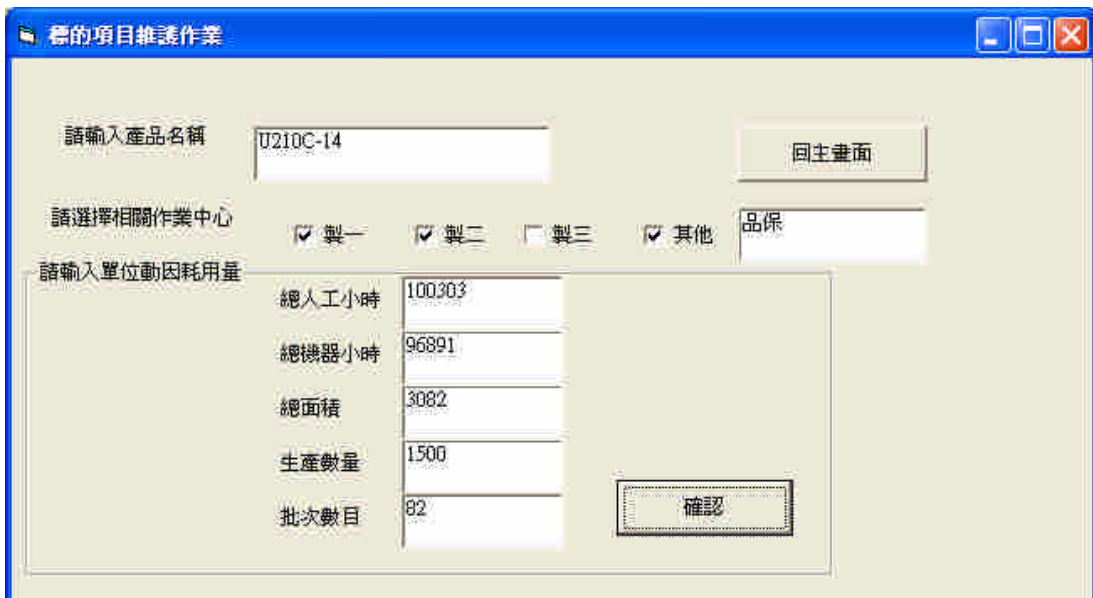 標的項目維護作業
請輸入產品名稱 U210C-14 回主畫面
請選擇相關作業中心 製一 製二 製三 其他 品保
請輸入單位動因耗用量
總人工小時 100303
總機器小時 96891
總面積 3082
生產數量 1500
批次數目 82 確認